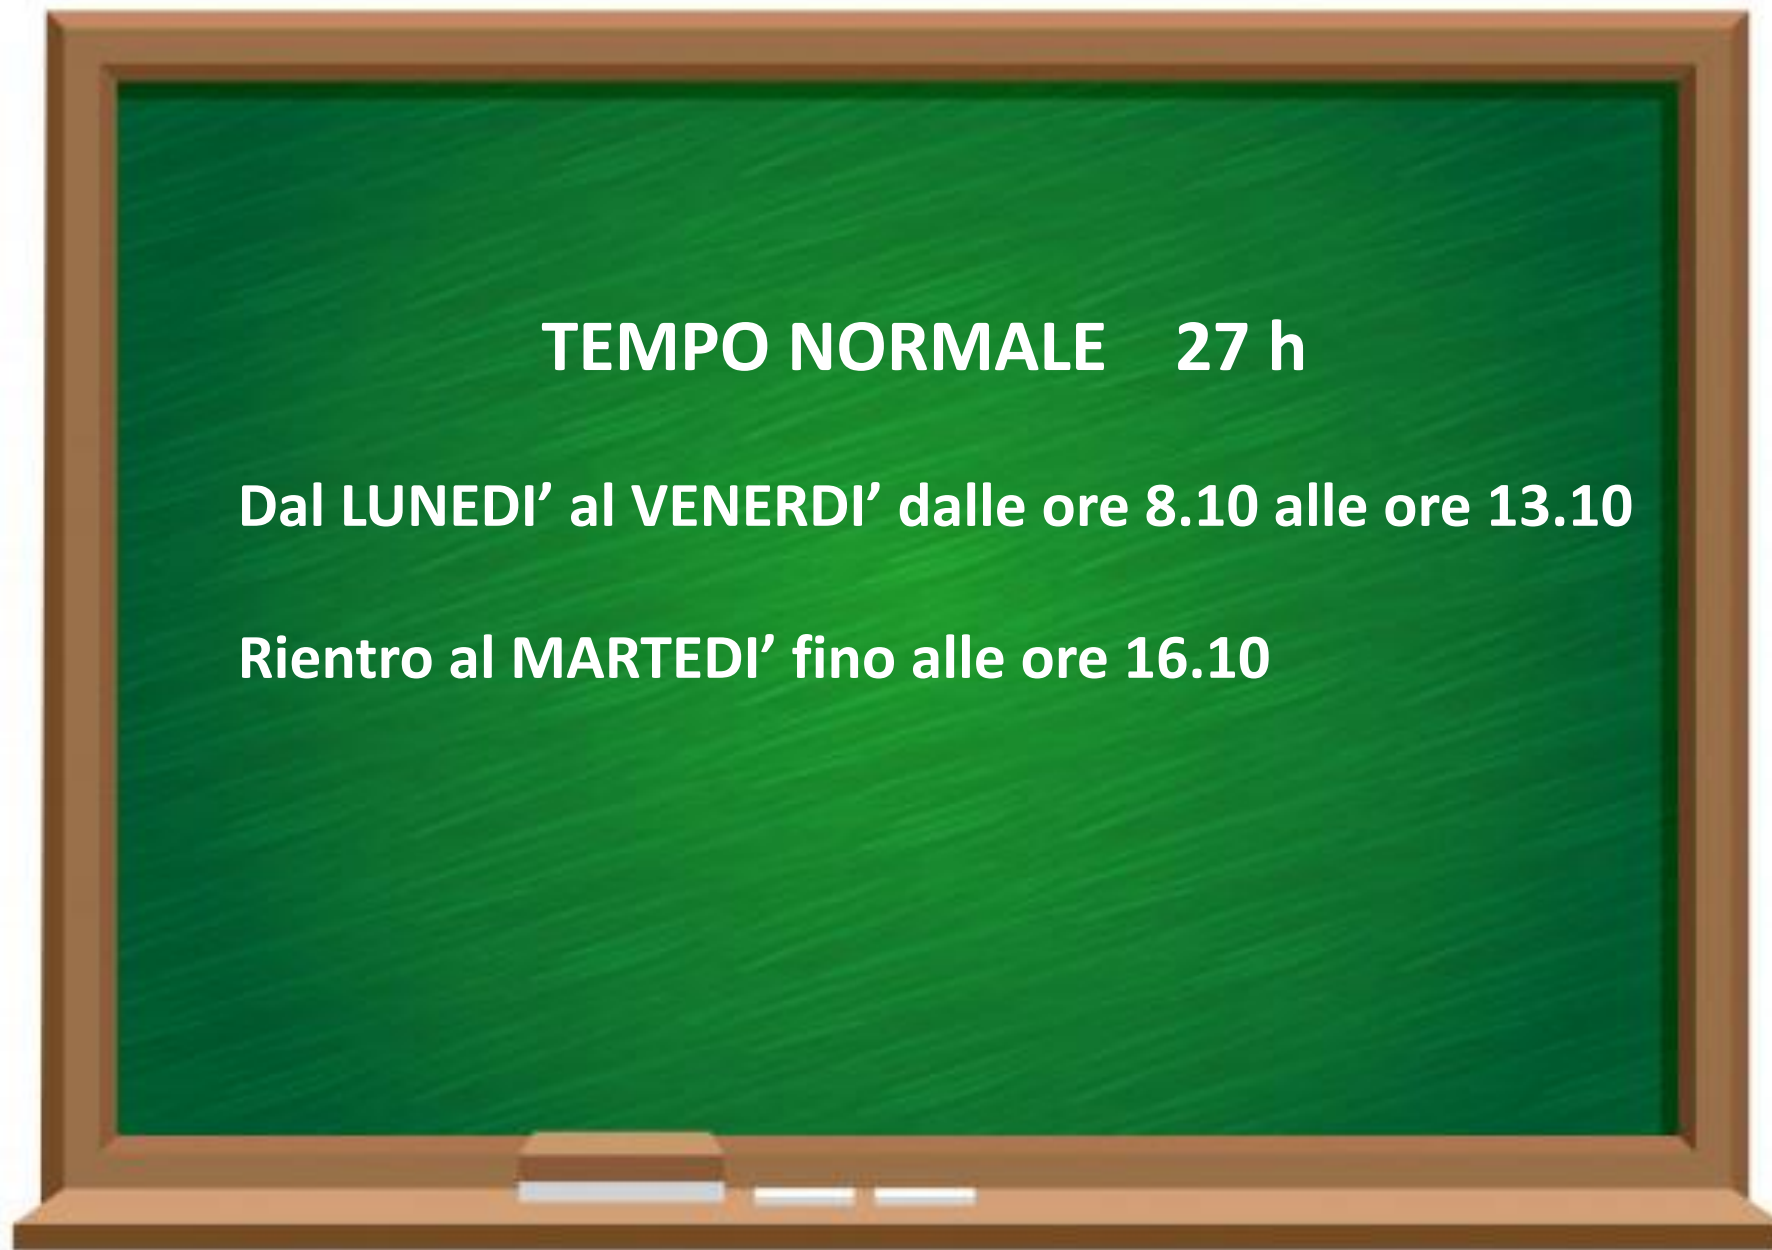 TEMPO NORMALE 27 h
Dal LUNEDI’ al VENERDI’ dalle ore 8.10 alle ore 13.10
Rientro al MARTEDI’ fino alle ore 16.10